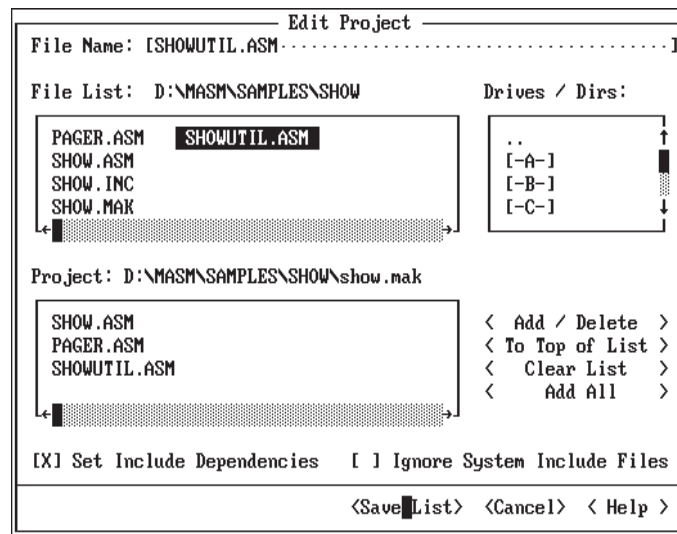 Edit Project
File Name: [SHOWUTIL.ASM·····································]
File List: D:\MASM\SAMPLES\SHOW Drives / Dirs:
PAGER.ASM SHOWUTIL.ASM ..
SHOW.ASM [-A-]
SHOW.INC [-B-]
SHOW.MAK [-C-]
Project: D:\MASM\SAMPLES\SHOW\show.mak
SHOW.ASM < Add / Delete >
PAGER.ASM < To Top of List >
SHOWUTIL.ASM < Clear List >
< Add All >
[X] Set Include Dependencies [ ] Ignore System Include Files
<Save List> <Cancel> < Help >